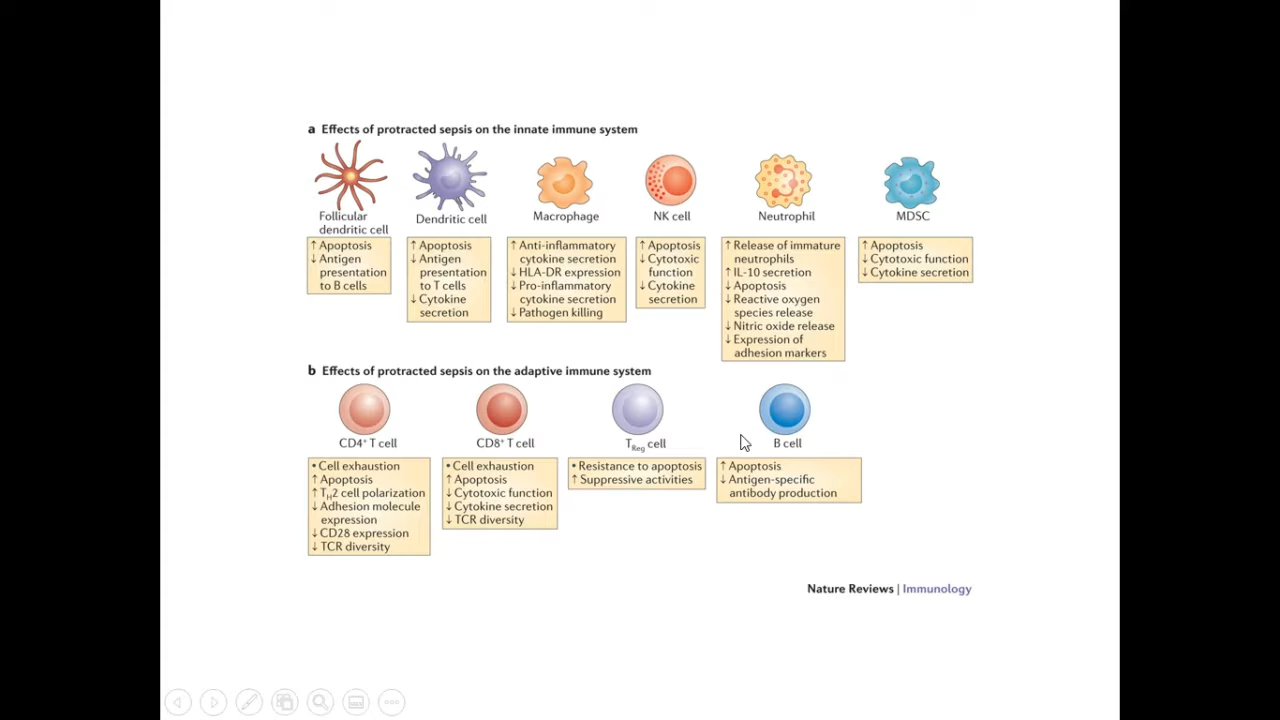 a Effects of protracted sepsis on the innate immune system
Follicular
dendritic cell
↑ Apoptosis
↓ Antigen
presentation
to B cells
Dendritic cell
↑ Apoptosis
↓ Antigen
presentation
to T cells
↓ Cytokine
secretion
Macrophage
↑ Anti-inflammatory
cytokine secretion
↓ HLA-DR expression
↓ Pro-inflammatory
cytokine secretion
↓ Pathogen killing
NK cell
↑ Apoptosis
↓ Cytotoxic
function
↓ Cytokine
secretion
Neutrophil
↑ Release of immature
neutrophils
↑ IL-10 secretion
↓ Apoptosis
↓ Reactive oxygen
species release
↓ Nitric oxide release
↓ Expression of
adhesion markers
MDSC
↑ Apoptosis
↓ Cytotoxic function
↓ Cytokine secretion
b Effects of protracted sepsis on the adaptive immune system
CD4⁺ T cell
• Cell exhaustion
↑ Apoptosis
↑ TH2 cell polarization
↓ Adhesion molecule
expression
↓ CD28 expression
↓ TCR diversity
CD8⁺ T cell
• Cell exhaustion
↑ Apoptosis
↓ Cytotoxic function
↓ Cytokine secretion
↓ TCR diversity
TReg cell
• Resistance to apoptosis
↑ Suppressive activities
B cell
↑ Apoptosis
↓ Antigen-specific
antibody production
Nature Reviews | Immunology